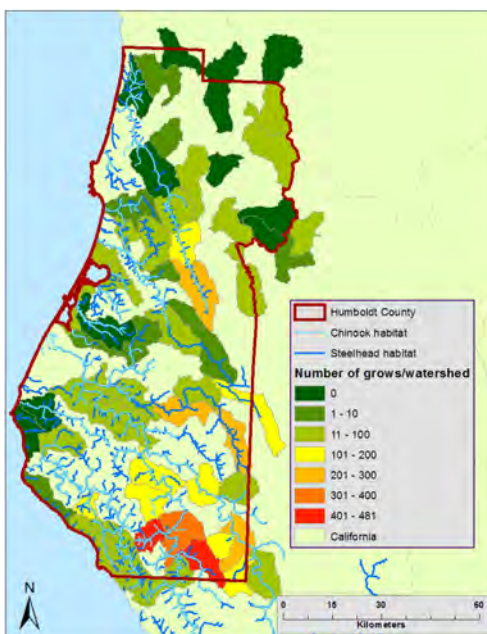 Humboldt County
Chinook habitat
Steelhead habitat
Number of grows/watershed
0
1 - 10
11 - 100
101 - 200
201 - 300
301 - 400
401 - 481
California
N
0 30 60
Kilometers